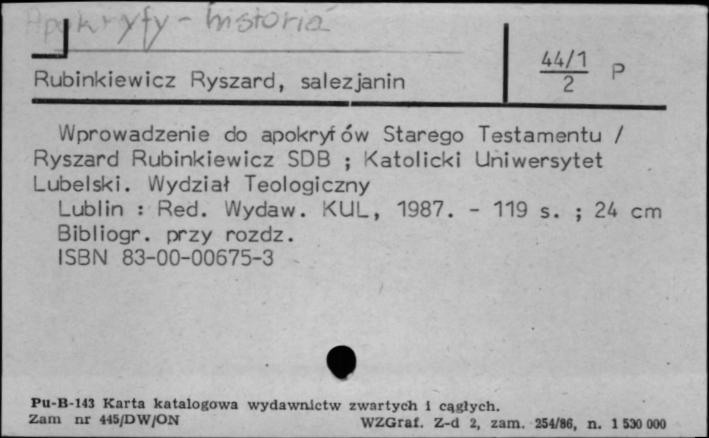 Apokryfy - historia
Rubinkiewicz Ryszard, salezjanin
44/1
2
P
Wprowadzenie do apokryfów Starego Testamentu /
Ryszard Rubinkiewicz SDB ; Katolicki Uniwersytet
Lubelski. Wydział Teologiczny
Lublin : Red. Wydaw. KUL, 1987. - 119 s. ; 24 cm
Bibliogr. przy rozdz.
ISBN 83-00-00675-3
Pu-B-143 Karta katalogowa wydawnictw zwartych i ciągłych.
Zam nr 445/DW/ON
WZGraf. Z-d 2, zam. 254/86, n. 1 530 000